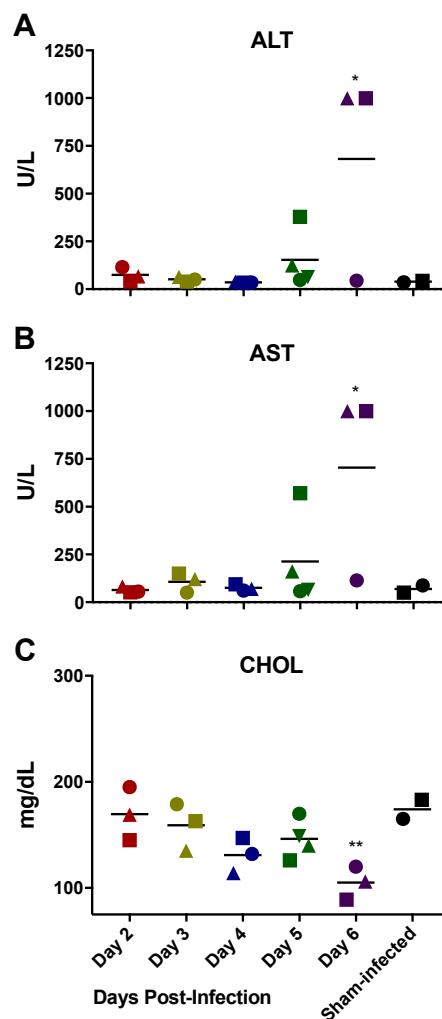 A
ALT
1250
1000
750
500
250
0
U/L
*
B
AST
1250
1000
750
500
250
0
U/L
*
C
CHOL
300
200
100
mg/dL
**
Day 2
Day 3
Day 4
Day 5
Day 6
Sham-infected
Days Post-Infection